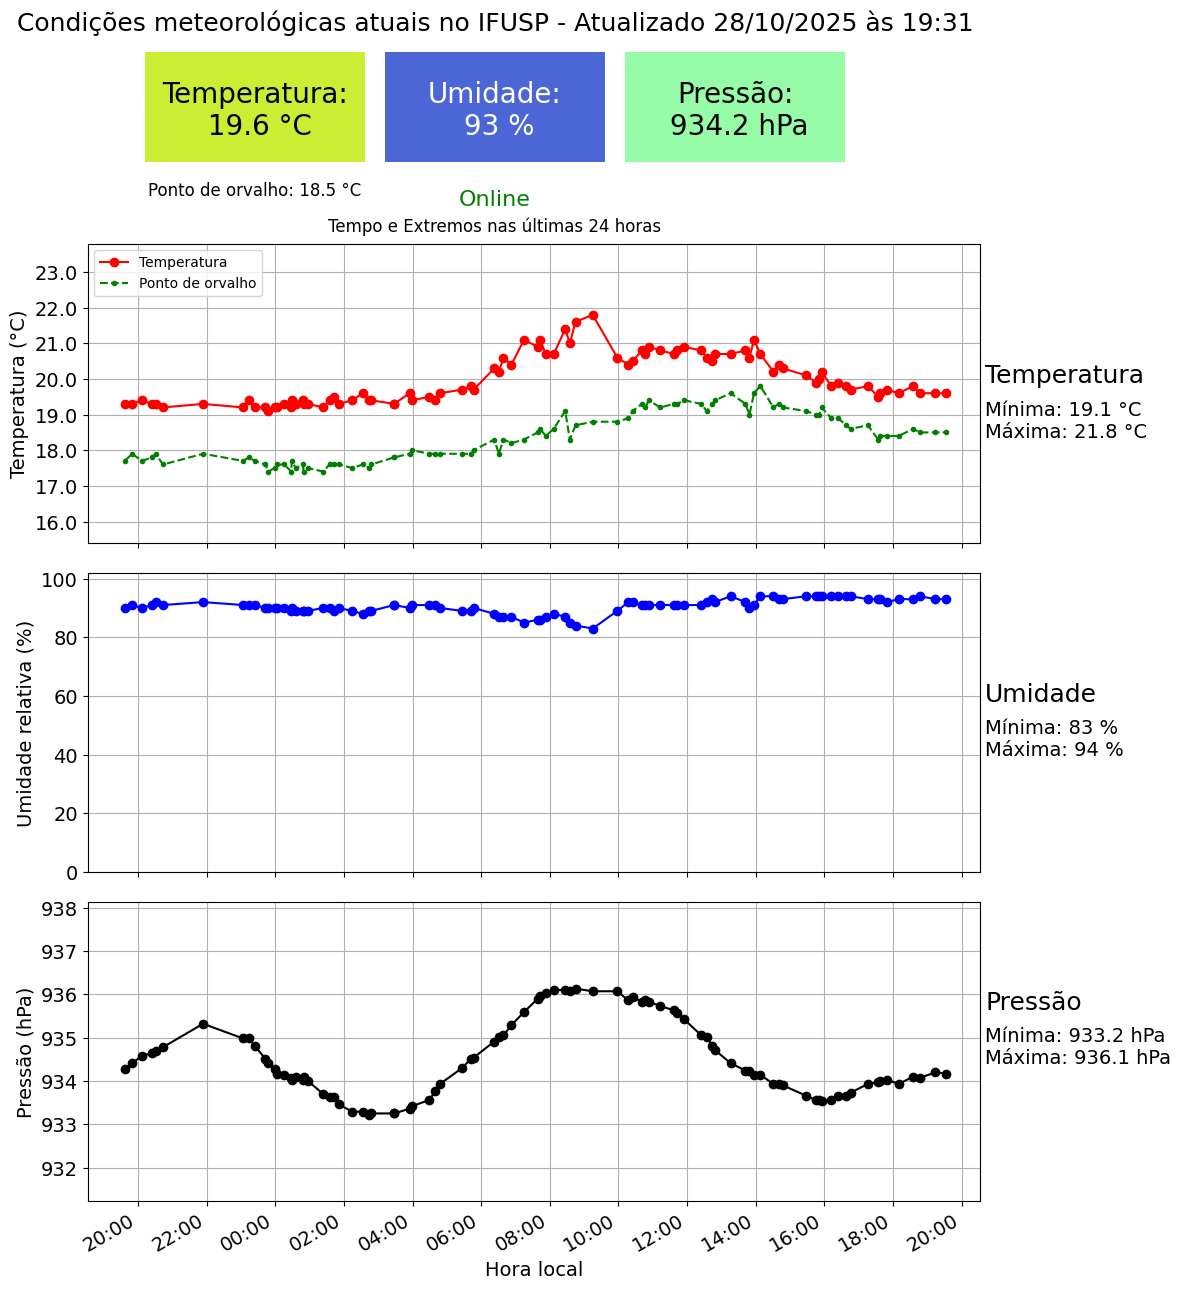 Condições meteorológicas atuais no IFUSP - Atualizado 28/10/2025 às 19:31
Temperatura:
19.6 °C
Umidade:
93 %
Pressão:
934.2 hPa
Ponto de orvalho: 18.5 °C
Online
Tempo e Extremos nas últimas 24 horas
Temperatura
Ponto de orvalho
Temperatura (°C)
23.0
22.0
21.0
20.0
19.0
18.0
17.0
16.0
Temperatura
Mínima: 19.1 °C
Máxima: 21.8 °C
Umidade relativa (%)
100
80
60
40
20
0
Umidade
Mínima: 83 %
Máxima: 94 %
Pressão (hPa)
938
937
936
935
934
933
932
Pressão
Mínima: 933.2 hPa
Máxima: 936.1 hPa
20:00 22:00 00:00 02:00 04:00 06:00 08:00 10:00 12:00 14:00 16:00 18:00 20:00
Hora local